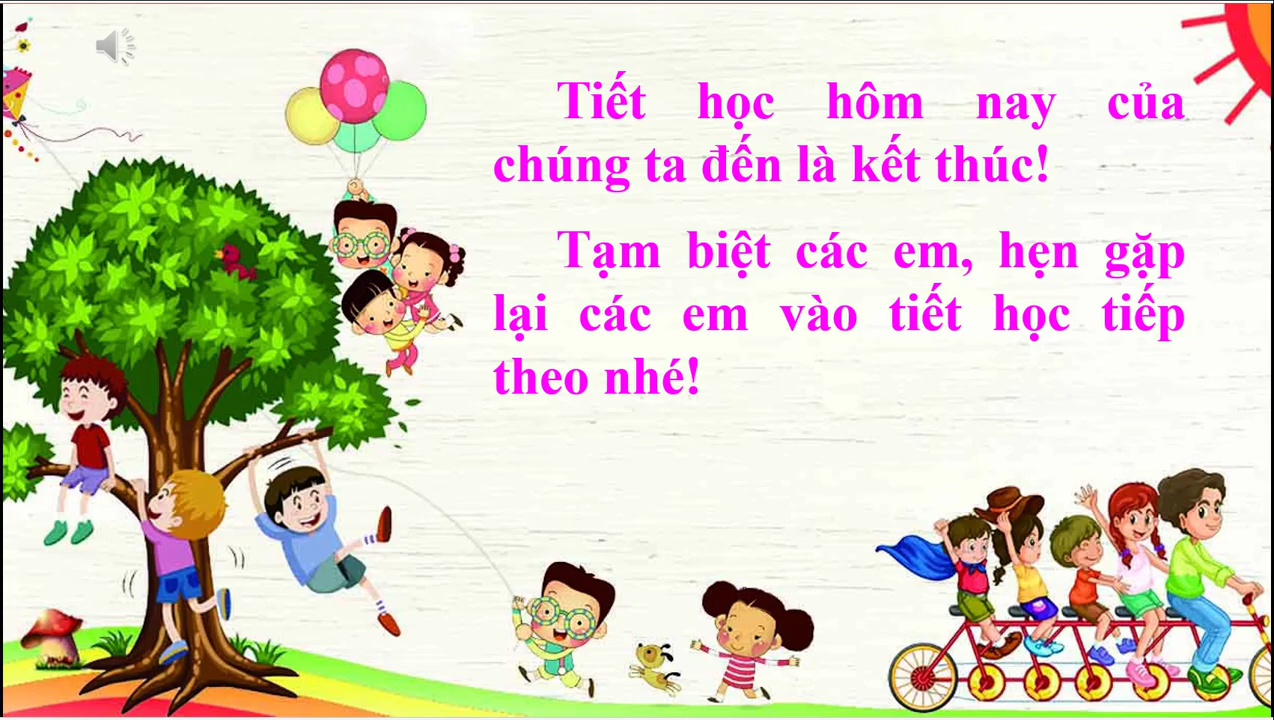 Tiết học hôm nay của
chúng ta đến là kết thúc!
Tạm biệt các em, hẹn gặp
lại các em vào tiết học tiếp
theo nhé!